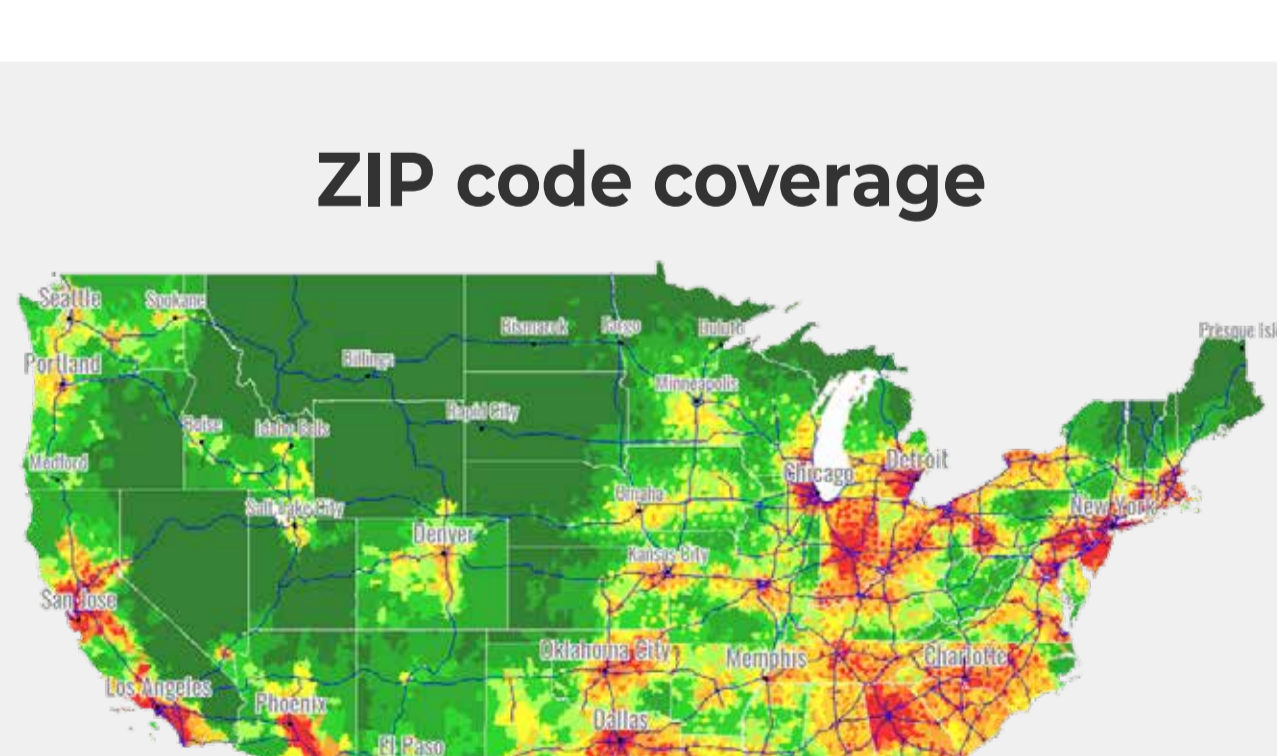 ZIP code coverage
Seattle
Spokane
Presque Isl
Bismarck
Fargo
Duluth
Portland
Billings
Minneapolis
Rapid City
Boise
Idaho Falls
Medford
Detroit
Chicago
Omaha
Salt Lake City
New York
Denver
Kansas City
San Jose
Oklahoma City
Memphis
Charlotte
Los Angeles
Phoenix
Dallas
El Paso